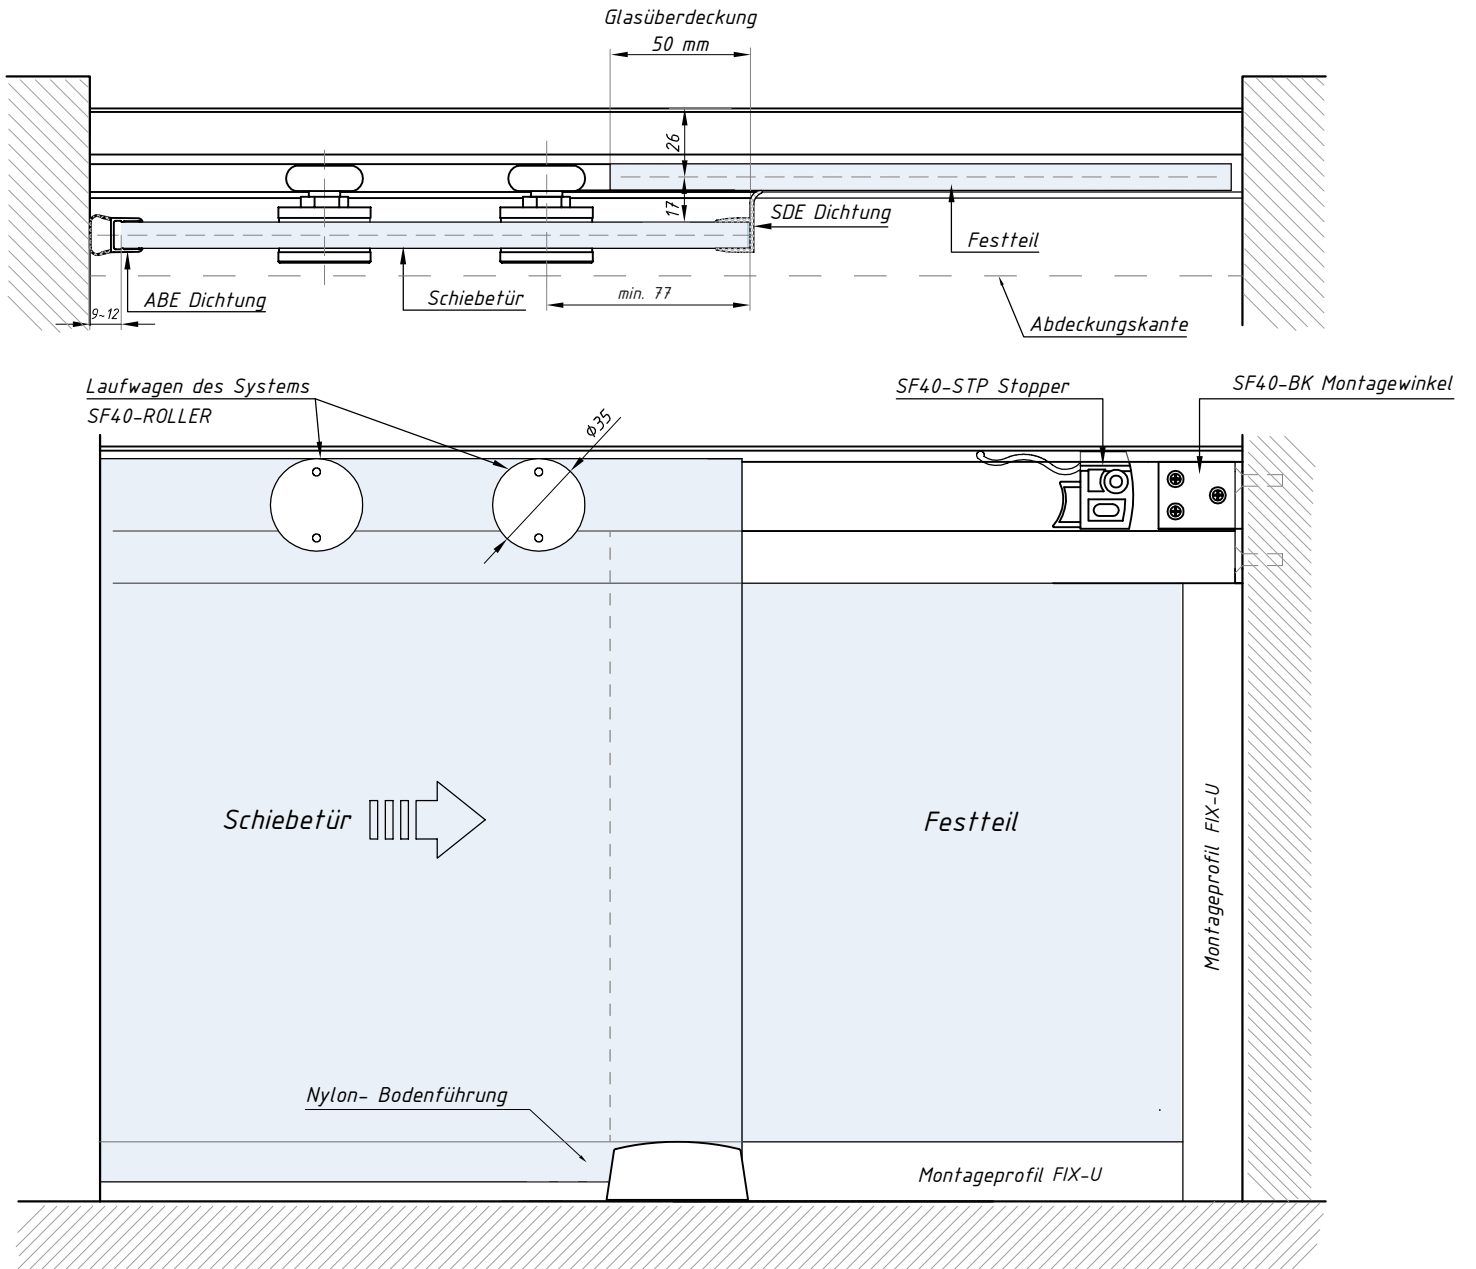 Glasüberdeckung
50 mm
26
17
SDE Dichtung
Festteil
ABE Dichtung
Schiebetür
min. 77
9~12
Abdeckungskante
Laufwagen des Systems
SF40-ROLLER
ø35
SF40-STP Stopper
SF40-BK Montagewinkel
Schiebetür
Festteil
Montageprofil FIX-U
Nylon- Bodenführung
Montageprofil FIX-U